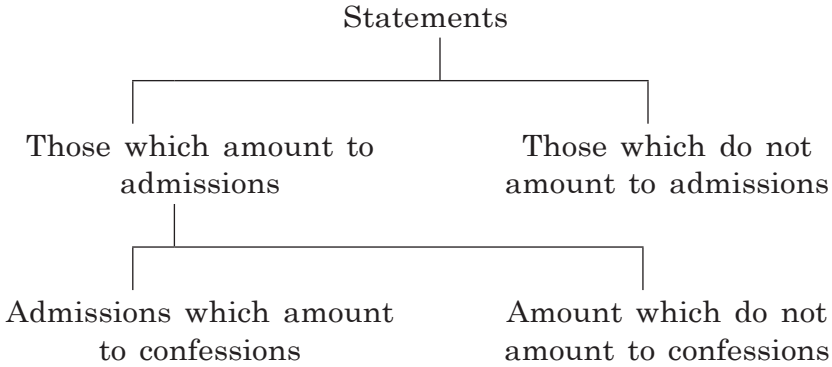 Statements
Those which amount to
admissions
Those which do not
amount to admissions
Admissions which amount
to confessions
Amount which do not
amount to confessions